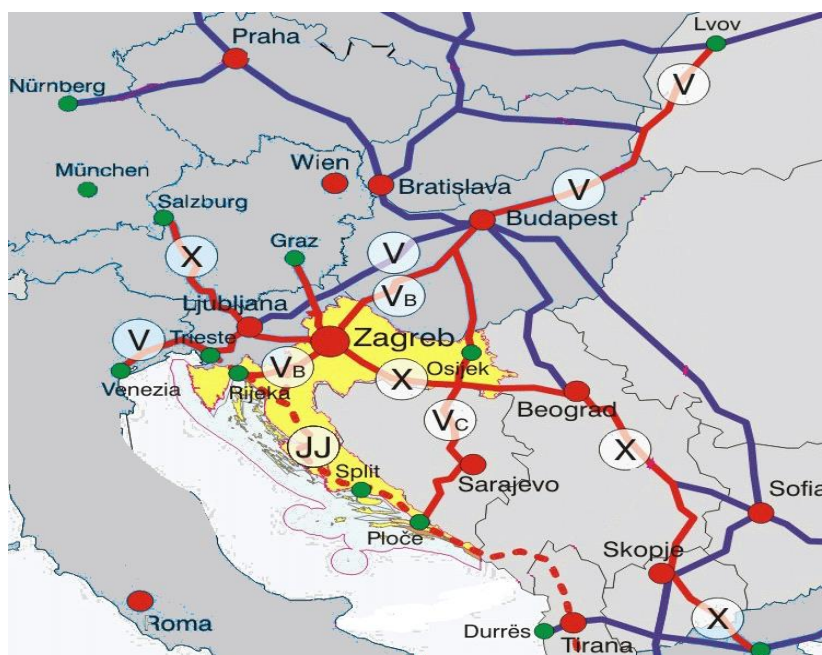 Lvov
Praha
V
Nürnberg
München
Wien
Bratislava
V
Salzburg
Budapest
Graz
X
V
Ljubljana
VB
V
Trieste
Zagreb
Venezia
Rijeka
VB
X
Osijek
Beograd
VC
JJ
X
Split
Sarajevo
Sofia
Ploče
Skopje
X
Roma
Durrës
Tirana